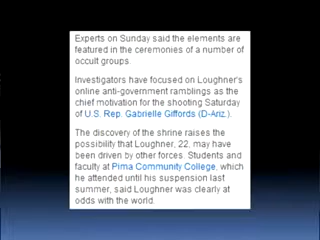 Experts on Sunday said the elements are
featured in the ceremonies of a number of
occult groups.
Investigators have focused on Loughner's
online anti-government ramblings as the
chief motivation for the shooting Saturday
of U.S. Rep. Gabrielle Giffords (D-Ariz.).
The discovery of the shrine raises the
possibility that Loughner, 22, may have
been driven by other forces. Students and
faculty at Pima Community College, which
he attended until his suspension last
summer, said Loughner was clearly at
odds with the world.